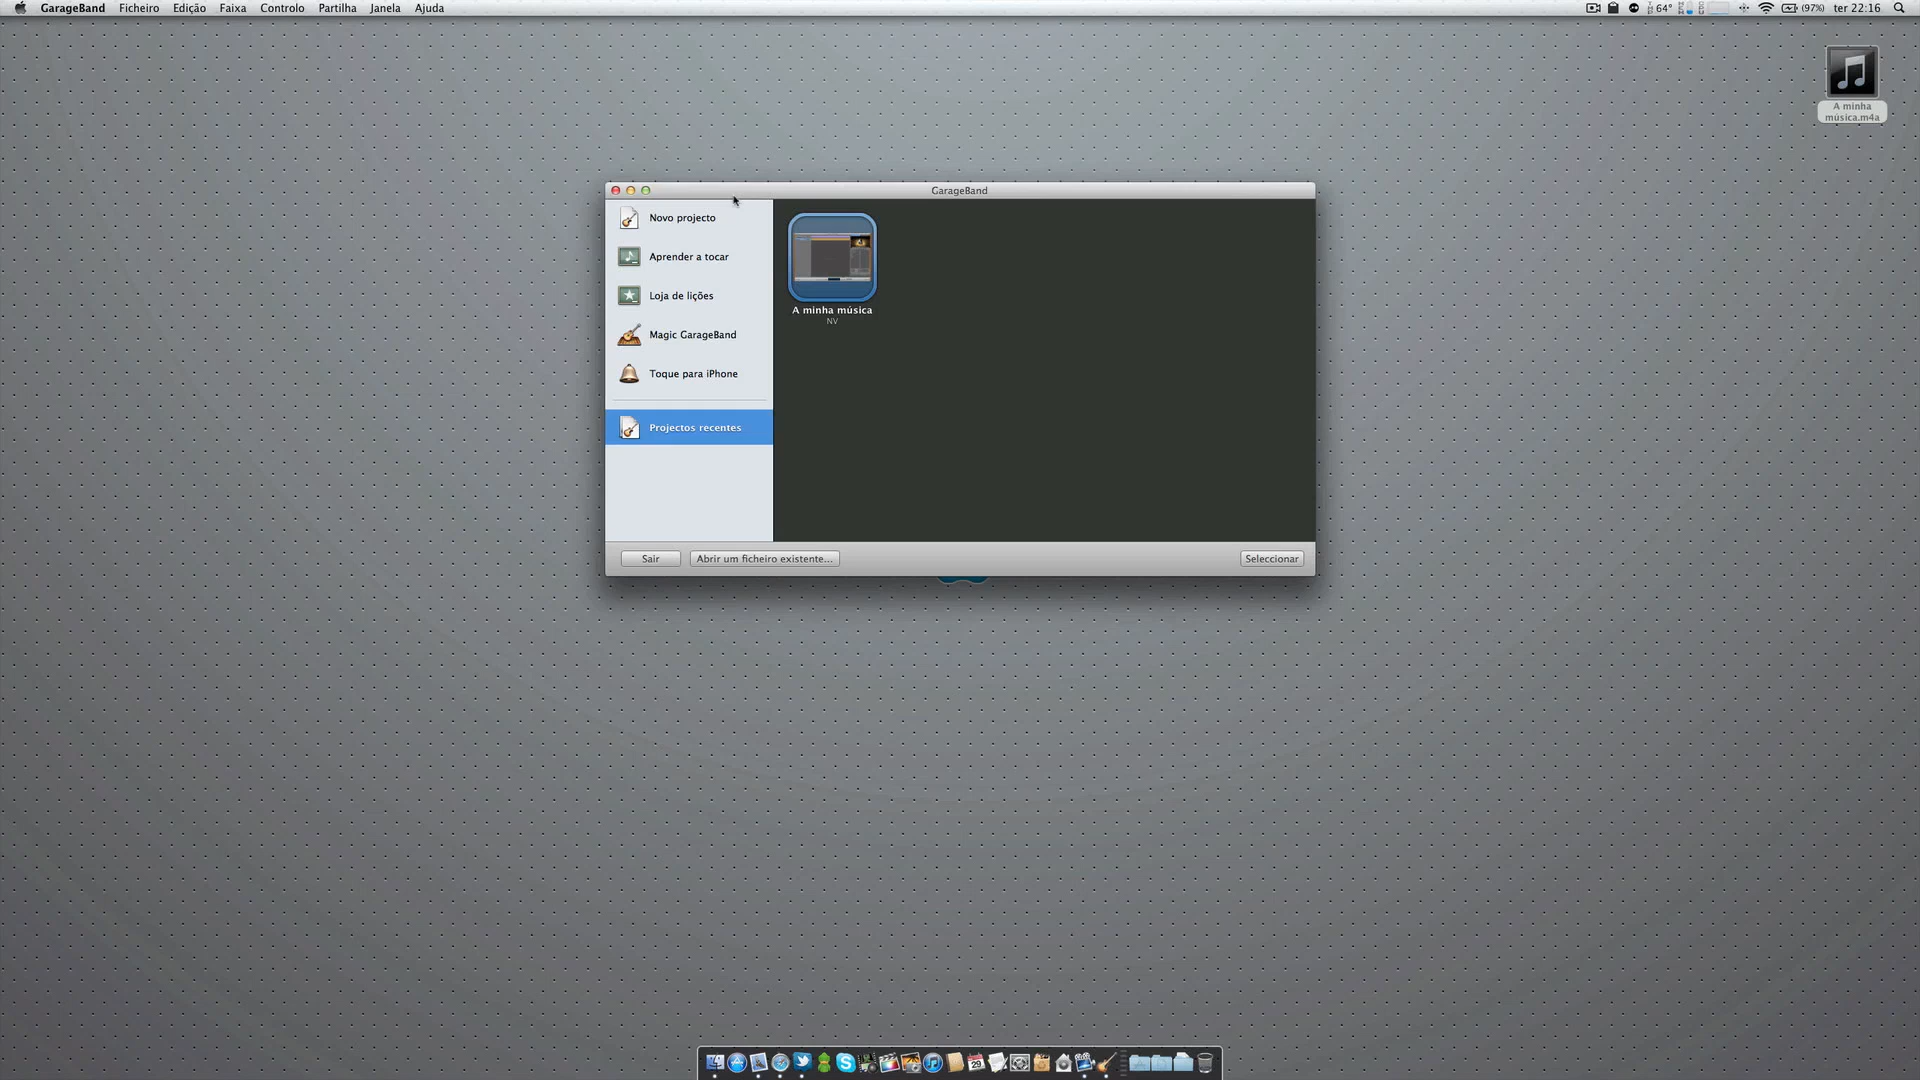 GarageBand Ficheiro Edição Faixa Controlo Partilha Janela Ajuda
64° (97%) ter 22:16
A minha
música.m4a
GarageBand
Novo projecto
Aprender a tocar
Loja de lições
Magic GarageBand
Toque para iPhone
Projectos recentes
A minha música
NV
Sair
Abrir um ficheiro existente...
Seleccionar
29